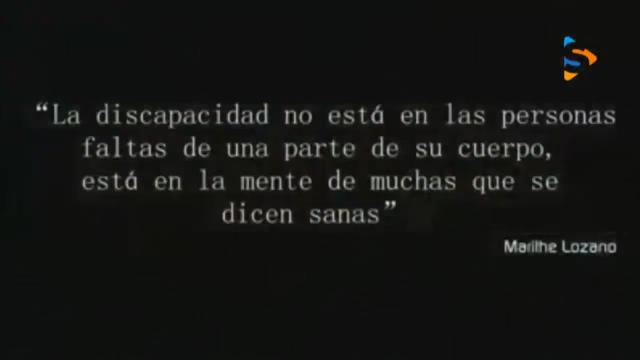 “La discapacidad no está en las personas
faltas de una parte de su cuerpo,
está en la mente de muchas que se
dicen sanas”
Marilhe Lozano